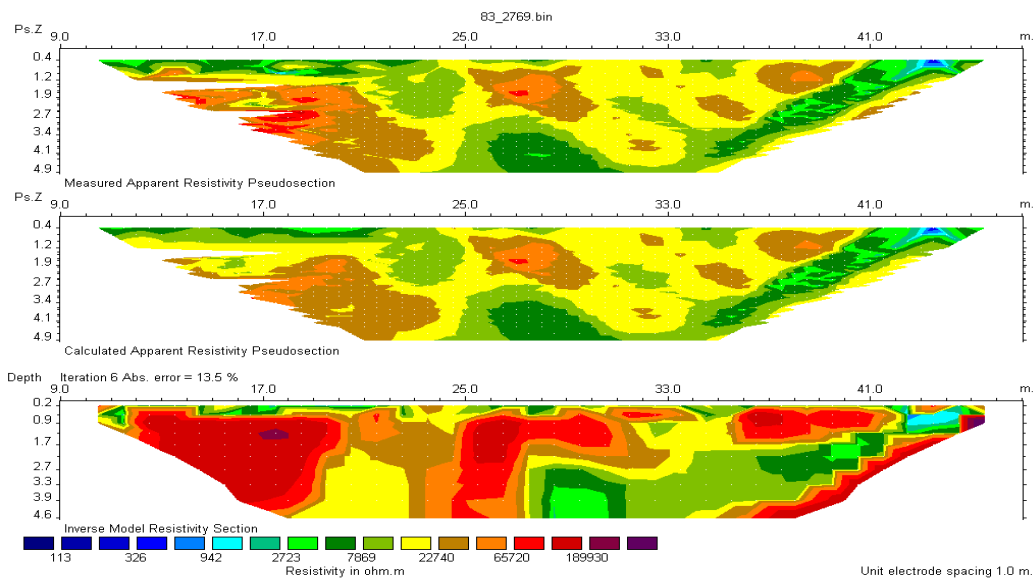 83_2769.bin
Ps.Z
9.0 17.0 25.0 33.0 41.0 m.
0.4
1.2
1.9
2.7
3.4
4.1
4.9
Measured Apparent Resistivity Pseudosection
Ps.Z
9.0 17.0 25.0 33.0 41.0 m.
0.4
1.2
1.9
2.7
3.4
4.1
4.9
Calculated Apparent Resistivity Pseudosection
Depth Iteration 6 Abs. error = 13.5 %
9.0 17.0 25.0 33.0 41.0 m.
0.2
0.9
1.7
2.7
3.3
3.9
4.6
Inverse Model Resistivity Section
113 326 942 2723 7869 22740 65720 189930
Resistivity in ohm.m
Unit electrode spacing 1.0 m.